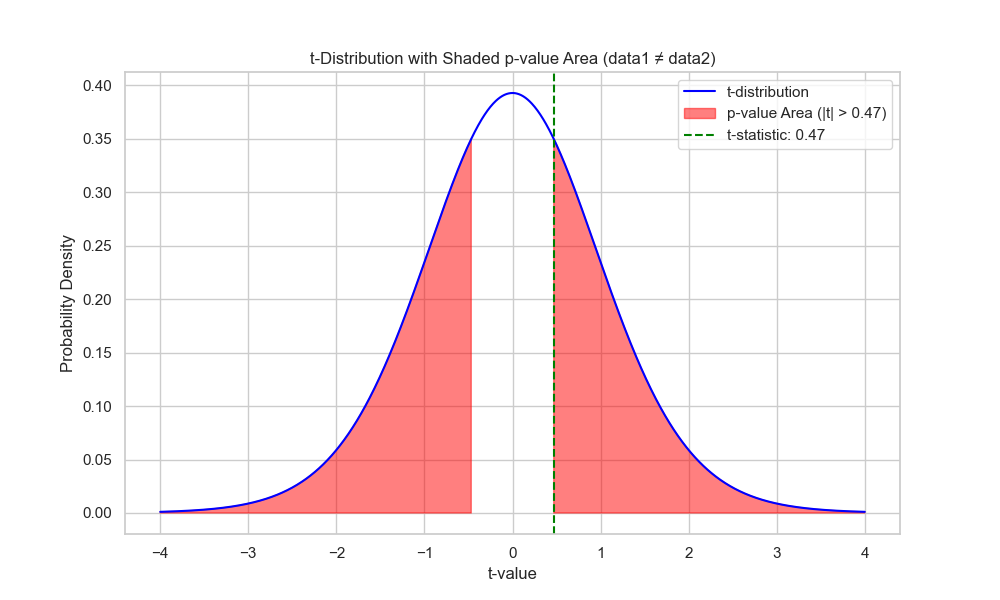 t-Distribution with Shaded p-value Area (data1 ≠ data2)
t-distribution
p-value Area (|t| > 0.47)
t-statistic: 0.47
Probability Density
0.40
0.35
0.30
0.25
0.20
0.15
0.10
0.05
0.00
−4 −3 −2 −1 0 1 2 3 4
t-value